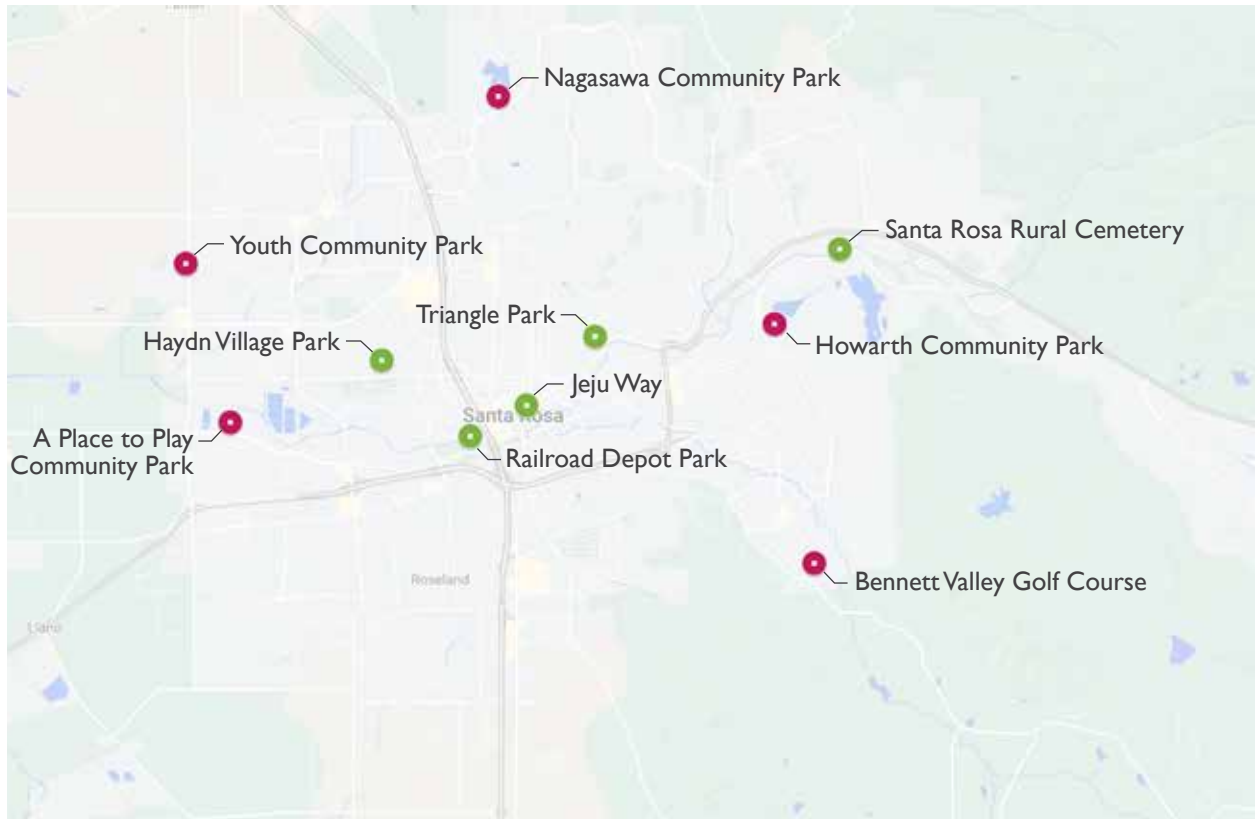 Nagasawa Community Park
Santa Rosa Rural Cemetery
Youth Community Park
Triangle Park
Haydn Village Park
Howarth Community Park
Jeju Way
Santa Rosa
A Place to Play
Community Park
Railroad Depot Park
Roseland
Bennett Valley Golf Course
Llano